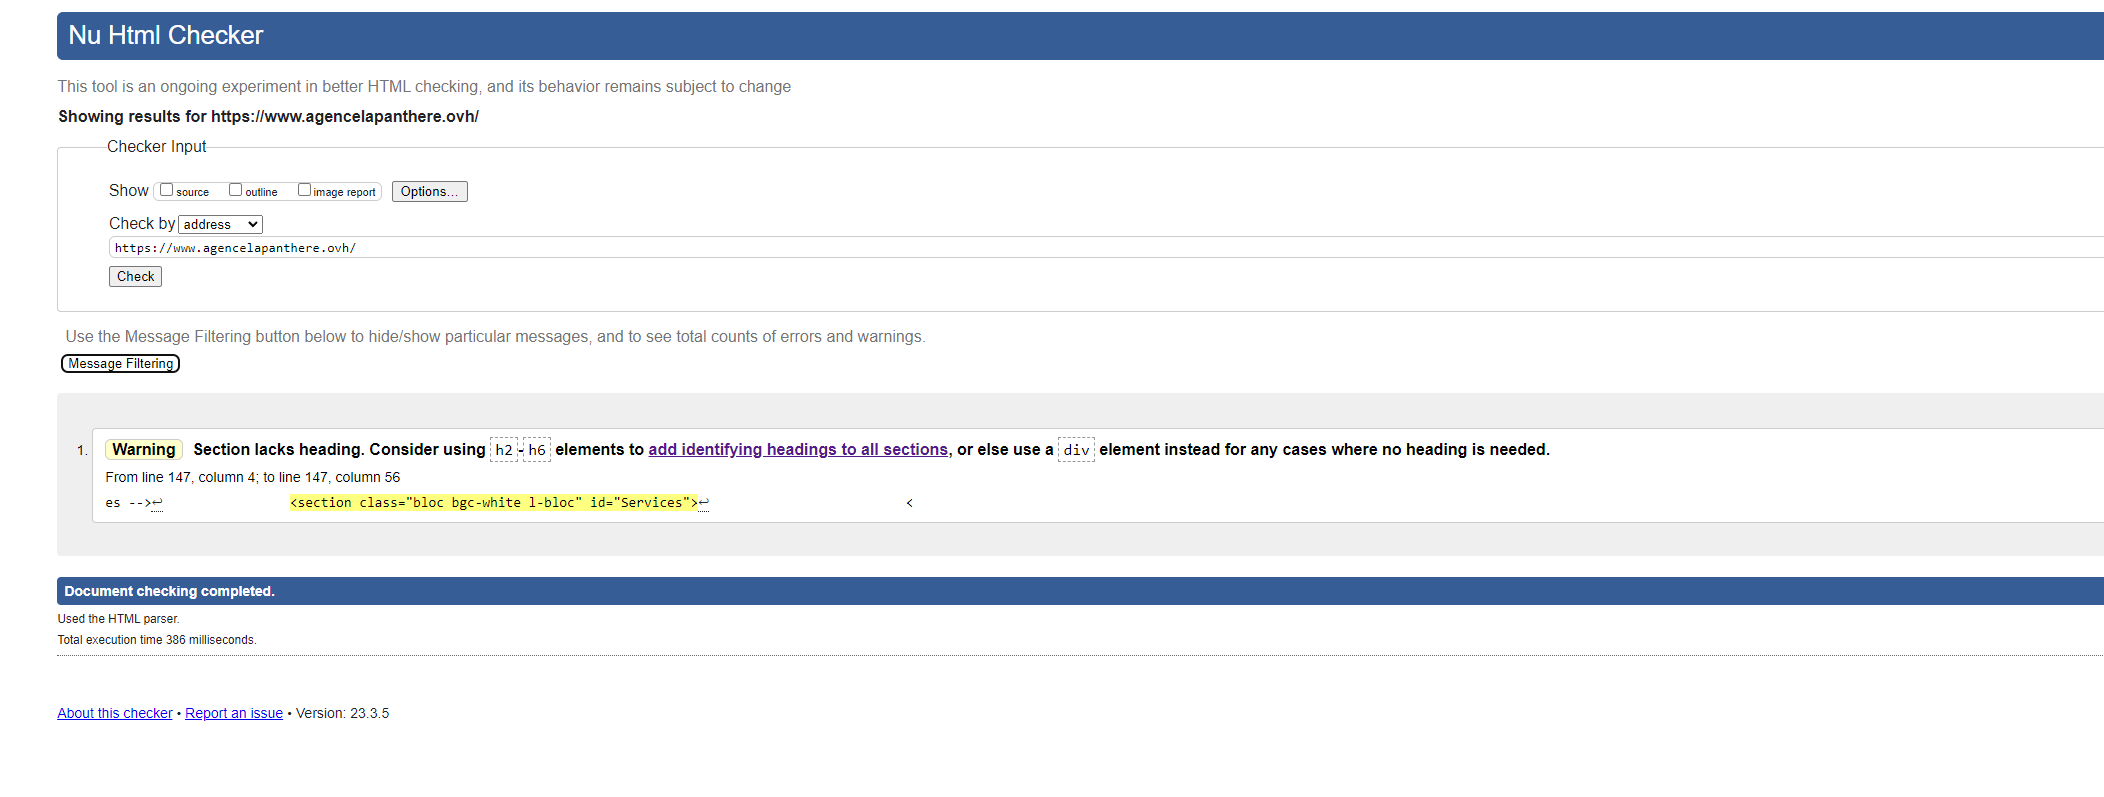 Nu Html Checker
This tool is an ongoing experiment in better HTML checking, and its behavior remains subject to change
Showing results for https://www.agencelapanthere.ovh/
Checker Input
Show source outline image report Options...
Check by address
https://www.agencelapanthere.ovh/
Check
Use the Message Filtering button below to hide/show particular messages, and to see total counts of errors and warnings.
Message Filtering
1. Warning Section lacks heading. Consider using h2-h6 elements to add identifying headings to all sections, or else use a div element instead for any cases where no heading is needed.
From line 147, column 4; to line 147, column 56
es -->↩ <section class="bloc bgc-white l-bloc" id="Services">↩ <
Document checking completed.
Used the HTML parser.
Total execution time 386 milliseconds.
About this checker • Report an issue • Version: 23.3.5